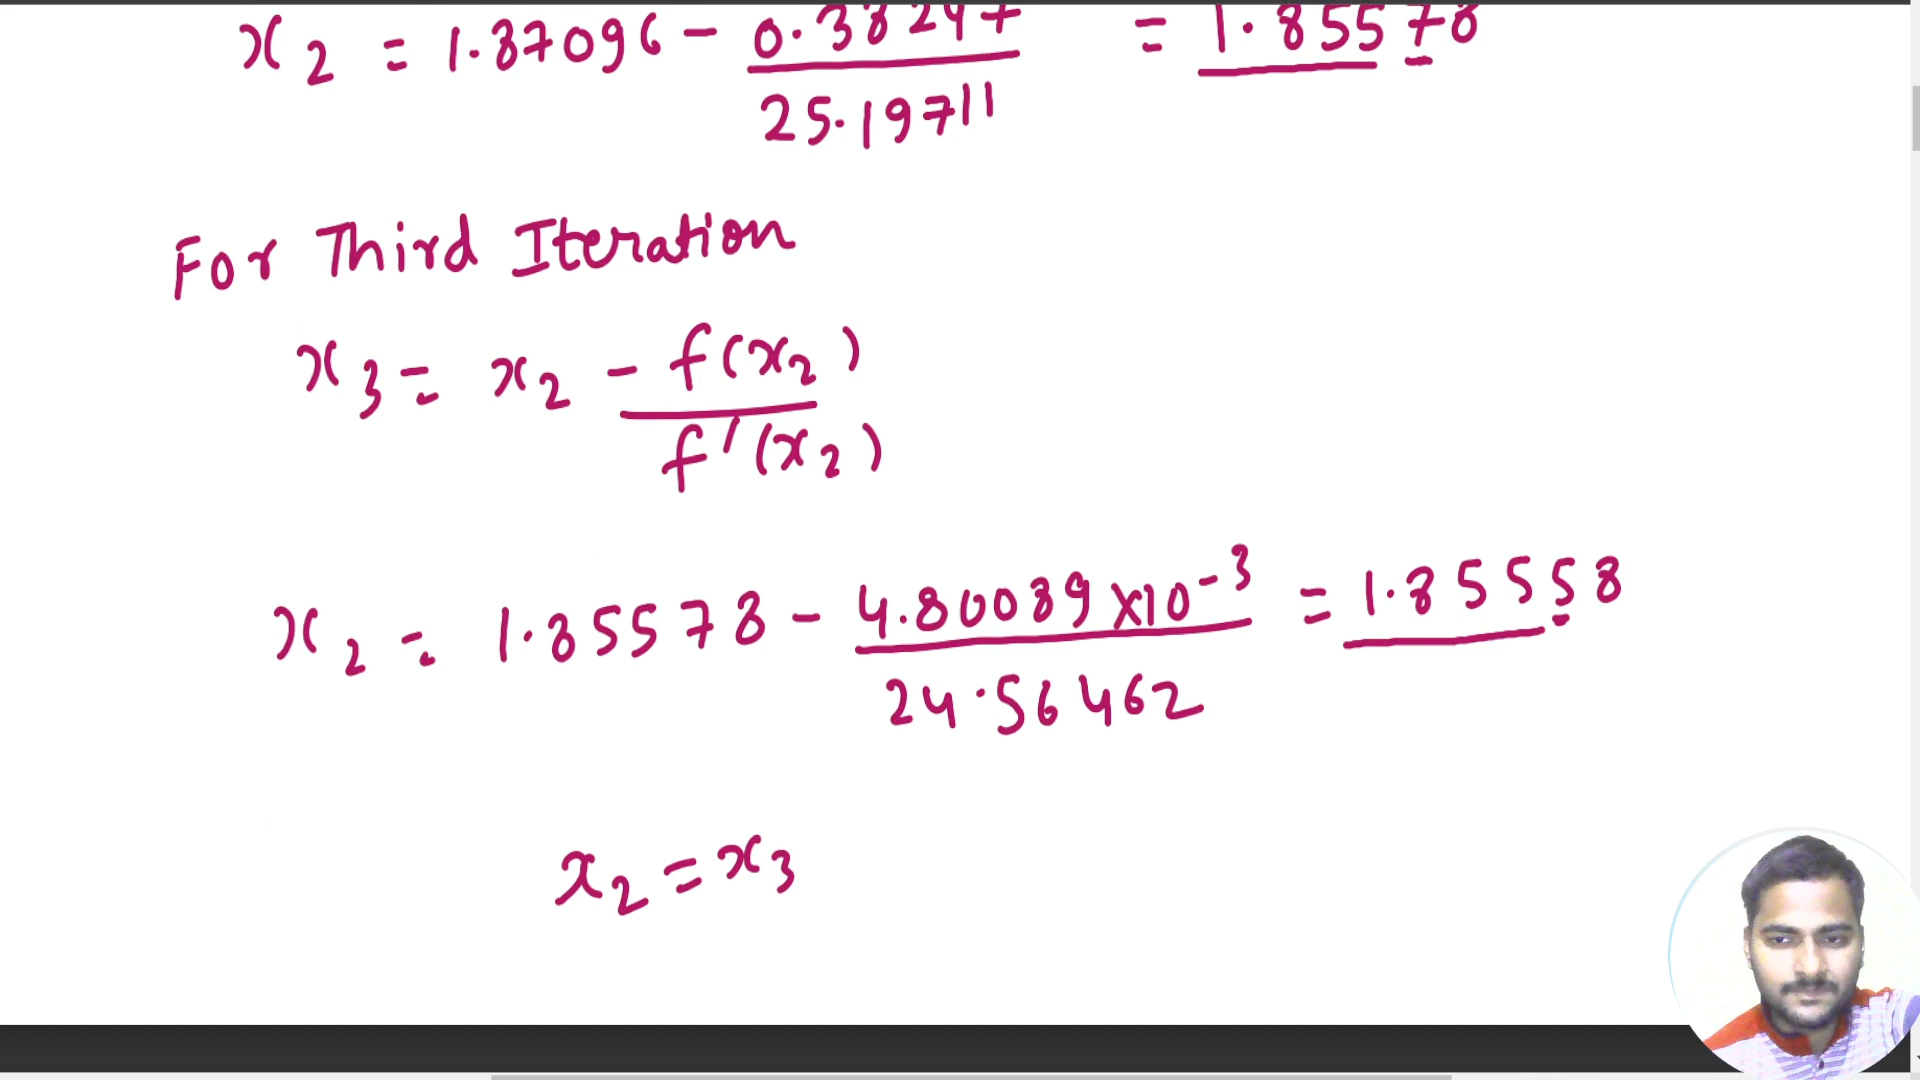 x₂ = 1.87096 - 0.38247 / 25.19711 = 1.85578
For Third Iteration
x₃ = x₂ - f(x₂) / f'(x₂)
x₂ = 1.85578 - 4.80089×10⁻³ / 24.56462 = 1.85558
x₂ = x₃